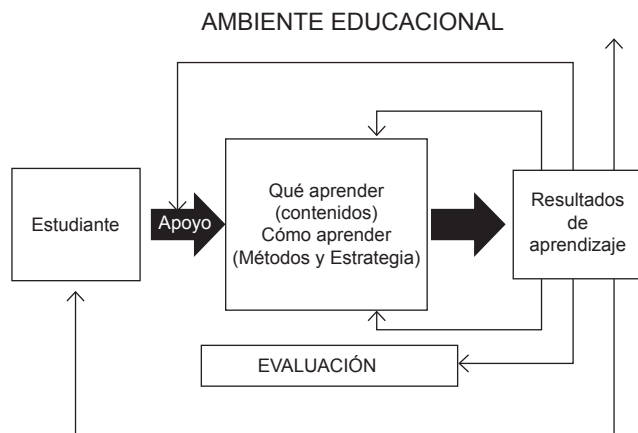 AMBIENTE EDUCACIONAL
Estudiante
Apoyo
Qué aprender
(contenidos)
Cómo aprender
(Métodos y Estrategia)
Resultados
de
aprendizaje
EVALUACIÓN